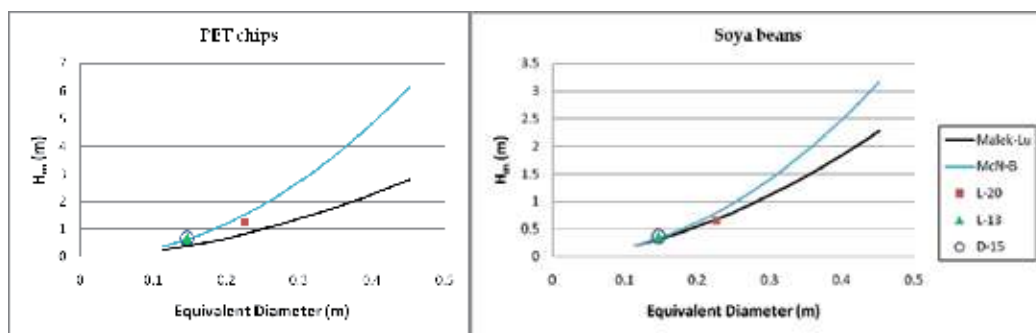 PET chips
7
6
5
4
3
2
1
0
H
(m)
0 0.1 0.2 0.3 0.4 0.5
Equivalent Diameter (m)
Soya beans
3.5
3
2.5
2
1.5
1
0.5
0
H
(m)
0 0.1 0.2 0.3 0.4 0.5
Equivalent Diameter (m)
Malek-Lu
McN-B
L-20
L-13
D-15